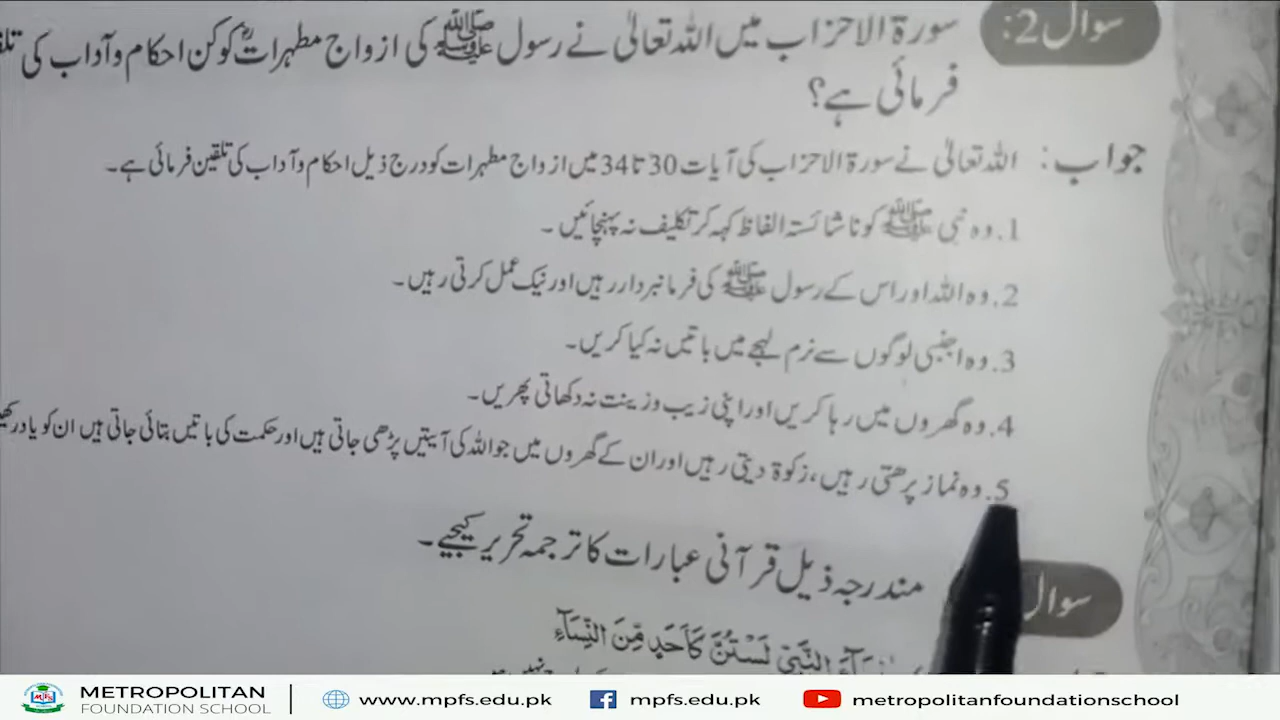 سوال 2:
سورۃ الاحزاب میں اللہ تعالیٰ نے رسول ﷺ کی ازواج مطہراتؓ کو کن احکام و آداب کی
فرمائی ہے؟
جواب: اللہ تعالیٰ نے سورۃ الاحزاب کی آیات 30 تا 34 میں ازواج مطہرات کو درج ذیل احکام و آداب کی تلقین فرمائی ہے۔
1. وہ نبی ﷺ کو ناشائستہ الفاظ کہہ کر تکلیف نہ پہنچائیں۔
2. وہ اللہ اور اس کے رسول ﷺ کی فرمانبردار رہیں اور نیک عمل کرتی رہیں۔
3. وہ اجنبی لوگوں سے نرم لہجے میں باتیں نہ کیا کریں۔
4. وہ گھروں میں رہا کریں اور اپنی زیب و زینت نہ دکھاتی پھریں۔
5. وہ نماز پڑھتی رہیں، زکوۃ دیتی رہیں اور ان کے گھروں میں جو اللہ کی آیتیں پڑھی جاتی ہیں اور حکمت کی باتیں بتائی جاتی ہیں ان کو یاد
سوال
مندرجہ ذیل قرآنی عبارات کا ترجمہ تحریر کیجیے۔
النَّبِيِّ لَسْتُنَّ كَاَحَدٍ مِّنَ النِّسَآءِ
METROPOLITAN
FOUNDATION SCHOOL
www.mpfs.edu.pk
mpfs.edu.pk
metropolitanfoundationschool